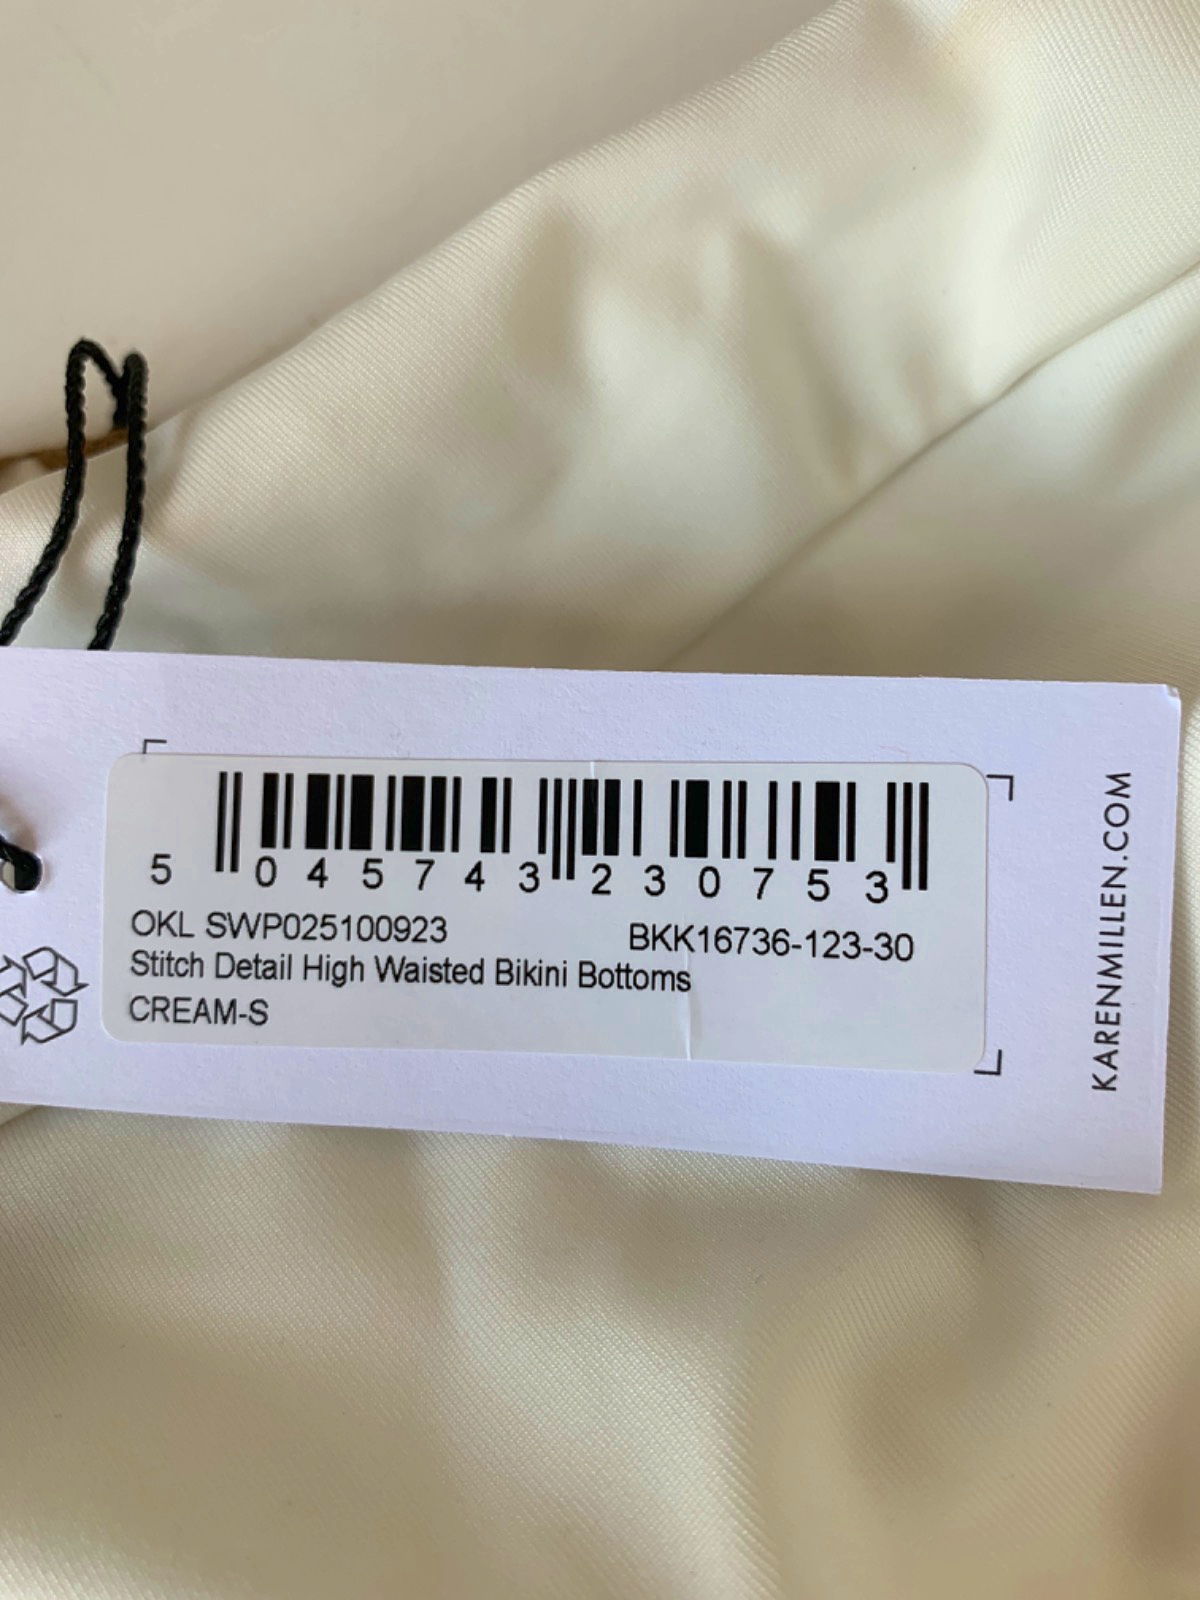 5 045743 230753
OKL SWP025100923 BKK16736-123-30
Stitch Detail High Waisted Bikini Bottoms
CREAM-S
KARENMILLEN.COM